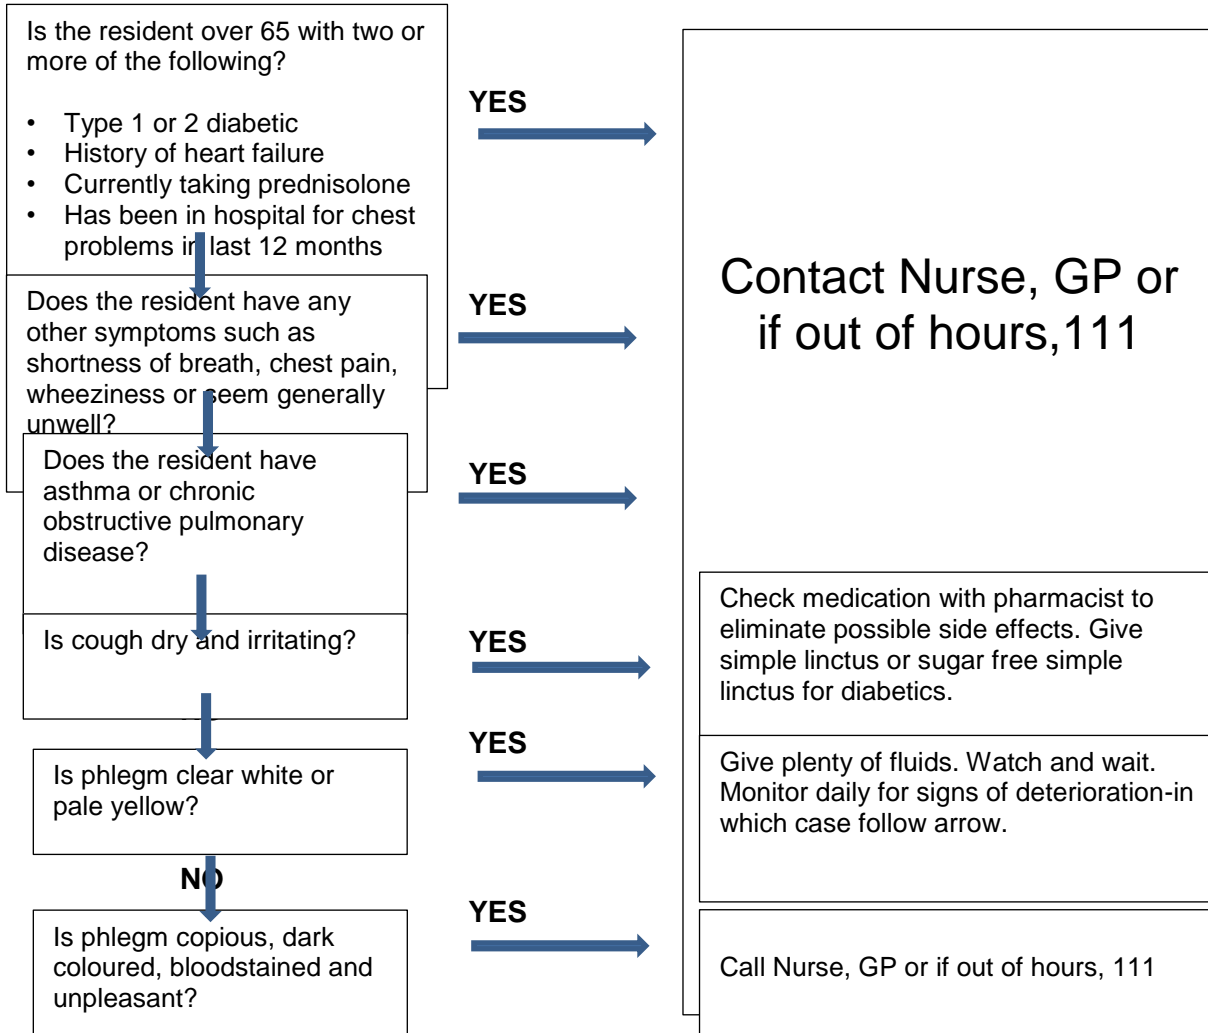 Is the resident over 65 with two or
more of the following?
• Type 1 or 2 diabetic
• History of heart failure
• Currently taking prednisolone
• Has been in hospital for chest
problems in last 12 months
YES
Does the resident have any
other symptoms such as
shortness of breath, chest pain,
wheeziness or seem generally
unwell?
YES
Contact Nurse, GP or
if out of hours,111
Does the resident have
asthma or chronic
obstructive pulmonary
disease?
YES
Is cough dry and irritating?
YES
Check medication with pharmacist to
eliminate possible side effects. Give
simple linctus or sugar free simple
linctus for diabetics.
Is phlegm clear white or
pale yellow?
YES
Give plenty of fluids. Watch and wait.
Monitor daily for signs of deterioration-in
which case follow arrow.
NO
Is phlegm copious, dark
coloured, bloodstained and
unpleasant?
YES
Call Nurse, GP or if out of hours, 111